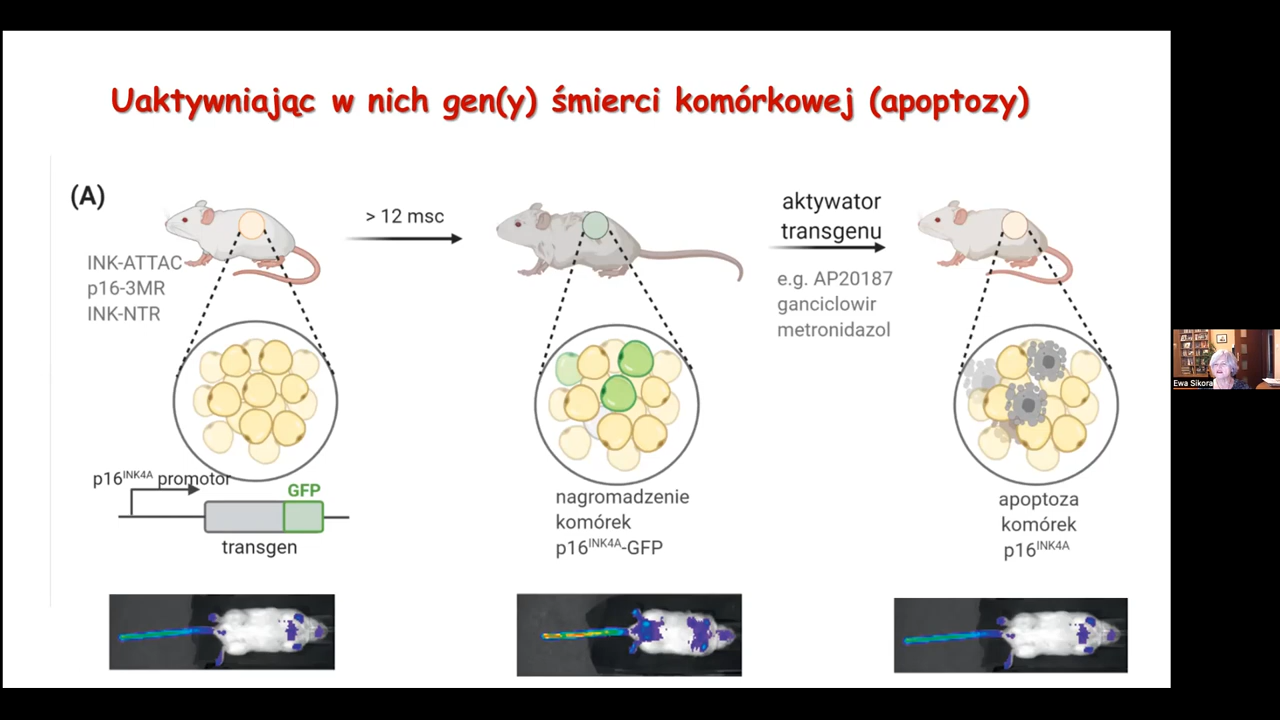 Uaktywniając w nich gen(y) śmierci komórkowej (apoptozy)
(A)
> 12 msc
aktywator
transgenu
INK-ATTAC
p16-3MR
INK-NTR
e.g. AP20187
ganciclowir
metronidazol
p16INK4A promotor
GFP
transgen
nagromadzenie
komórek
p16INK4A-GFP
apoptoza
komórek
p16INK4A
Ewa Sikora